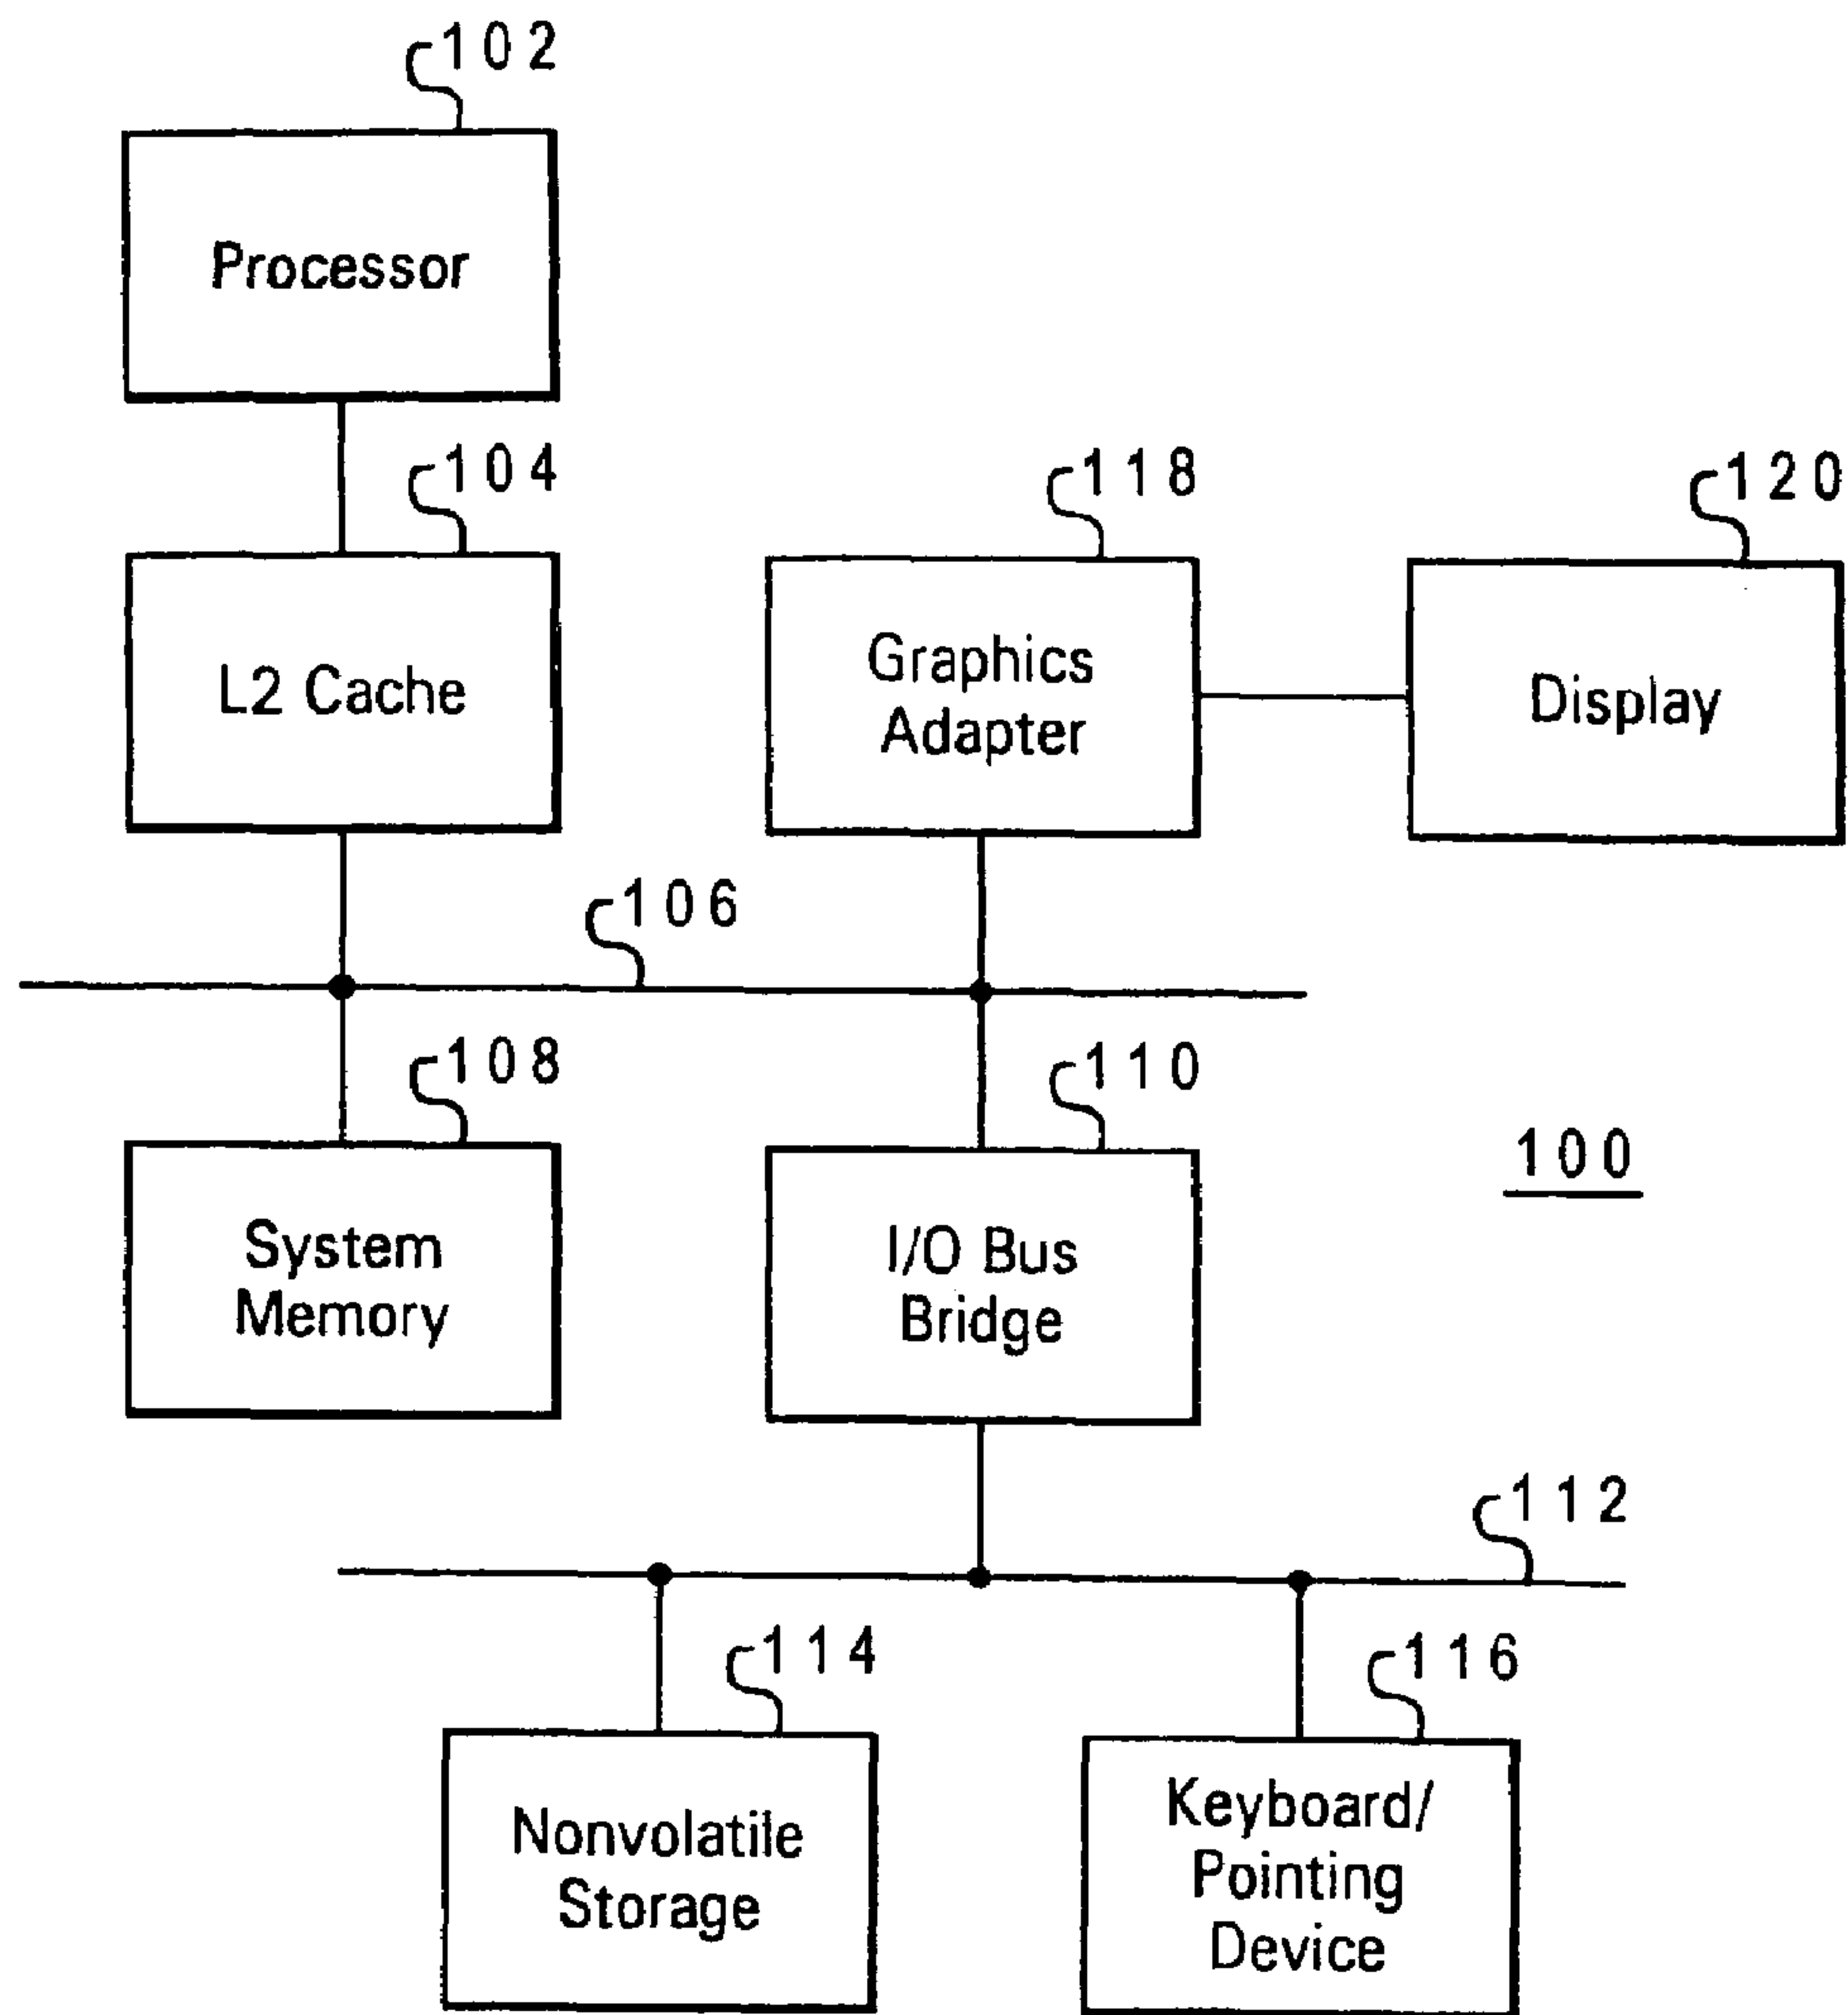 102
Processor
104
118
120
L2 Cache
Graphics
Adapter
Display
106
108
110
100
System
Memory
I/O Bus
Bridge
112
114
116
Nonvolatile
Storage
Keyboard/
Pointing
Device